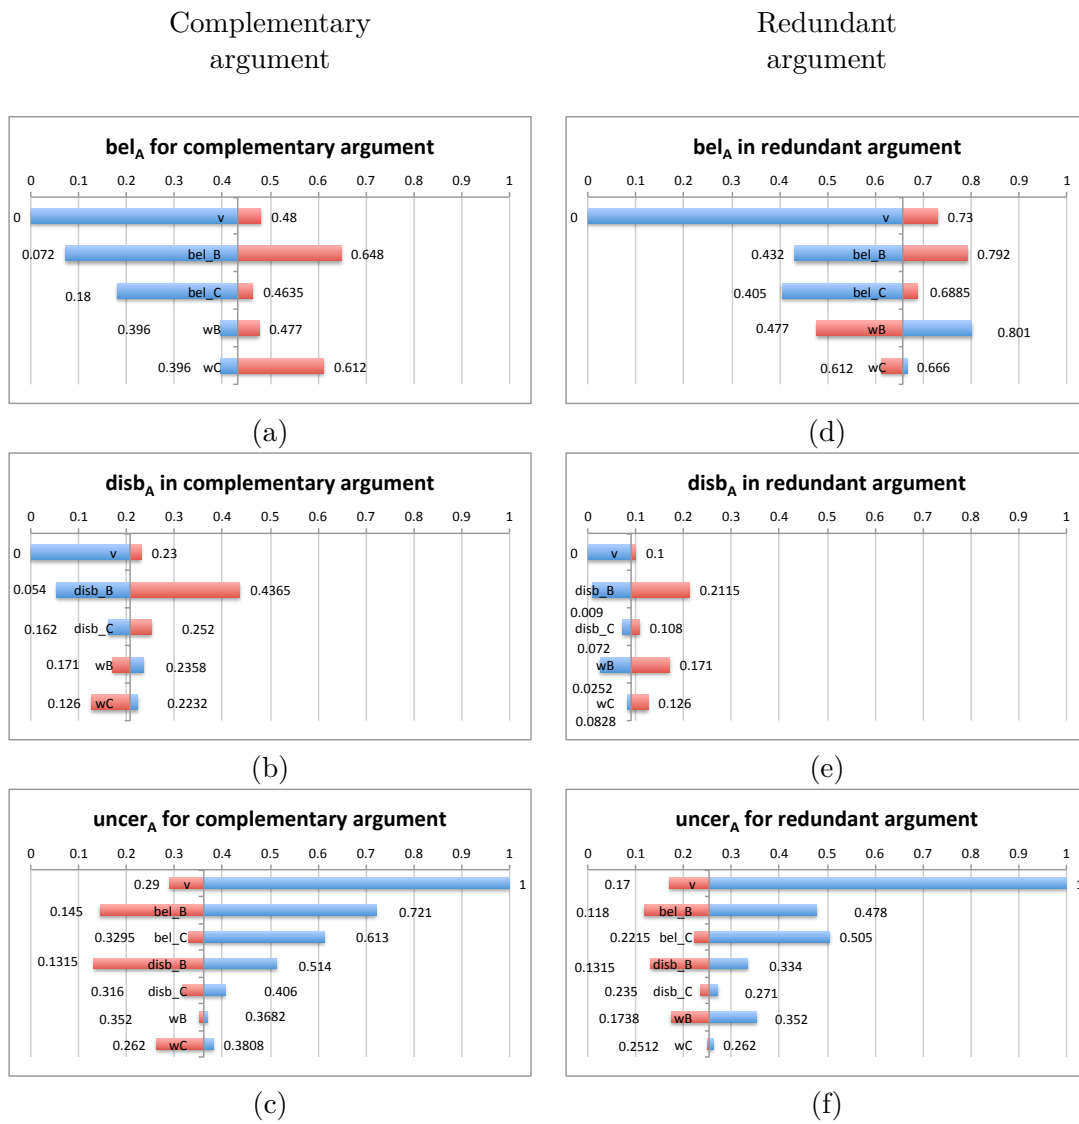 Complementary
argument
Redundant
argument
bel_A for complementary argument
0 0.1 0.2 0.3 0.4 0.5 0.6 0.7 0.8 0.9 1
0 v 0.48
0.072 bel_B 0.648
0.18 bel_C 0.4635
0.396 wB 0.477
0.396 wC 0.612
(a)
bel_A in redundant argument
0 0.1 0.2 0.3 0.4 0.5 0.6 0.7 0.8 0.9 1
0 v 0.73
0.432 bel_B 0.792
0.405 bel_C 0.6885
0.477 wB 0.801
0.612 wC 0.666
(d)
disb_A in complementary argument
0 0.1 0.2 0.3 0.4 0.5 0.6 0.7 0.8 0.9 1
0 v 0.23
0.054 disb_B 0.4365
0.162 disb_C 0.252
0.171 wB 0.2358
0.126 wC 0.2232
(b)
disb_A in redundant argument
0 0.1 0.2 0.3 0.4 0.5 0.6 0.7 0.8 0.9 1
0 v 0.1
disb_B 0.2115
0.009
disb_C 0.108
0.072
wB 0.171
0.0252
wC 0.126
0.0828
(e)
uncer_A for complementary argument
0 0.1 0.2 0.3 0.4 0.5 0.6 0.7 0.8 0.9 1
0.29 v 1
0.145 bel_B 0.721
0.3295 bel_C 0.613
0.1315 disb_B 0.514
0.316 disb_C 0.406
0.352 wB 0.3682
0.262 wC 0.3808
(c)
uncer_A for redundant argument
0 0.1 0.2 0.3 0.4 0.5 0.6 0.7 0.8 0.9 1
0.17 v 1
0.118 bel_B 0.478
0.2215 bel_C 0.505
0.1315 disb_B 0.334
0.235 disb_C 0.271
0.1738 wB 0.352
0.2512 wC 0.262
(f)